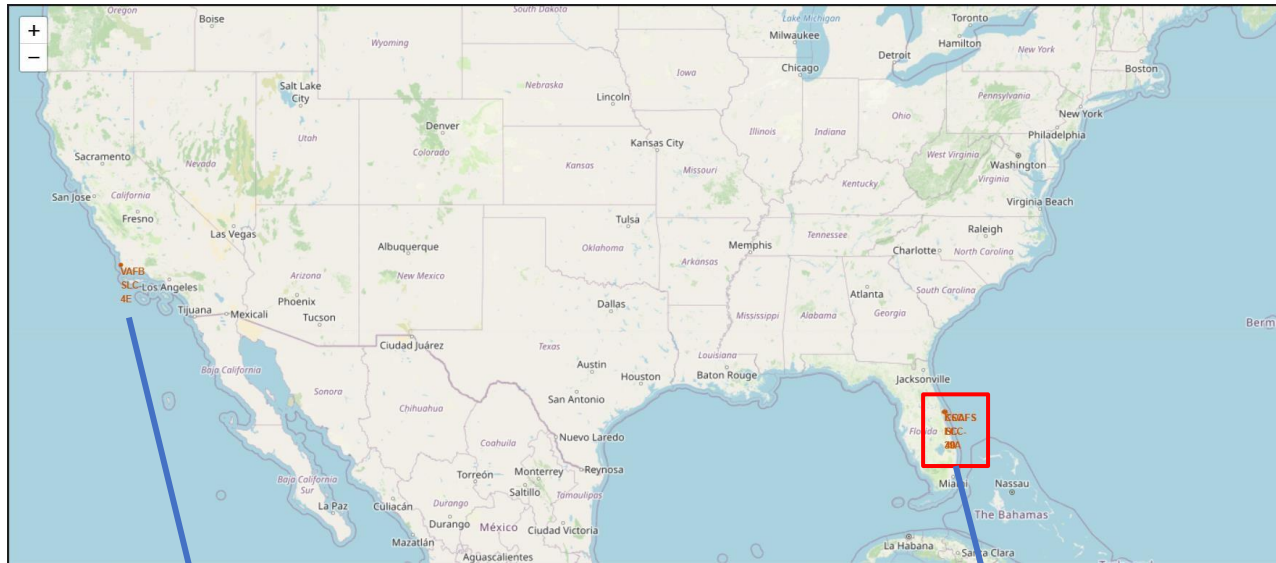 Oregon
Boise
South Dakota
Lake Michigan
Toronto
+
Wyoming
Milwaukee
Hamilton
New York
−
Iowa
Chicago
Detroit
Boston
Salt Lake
City
Nebraska
Lincoln
Pennsylvania
New York
Denver
Utah
Colorado
Illinois
Indiana
Ohio
Philadelphia
Sacramento
Nevada
Kansas
Kansas City
Missouri
West Virginia
Washington
San Jose
California
Kentucky
Virginia
Virginia Beach
Fresno
Las Vegas
Tulsa
Raleigh
Albuquerque
Oklahoma
Memphis
Tennessee
Charlotte
North Carolina
VAFB
SLC-
4E
Los Angeles
Arizona
New Mexico
Arkansas
South Carolina
Tijuana
Mexicali
Phoenix
Tucson
Dallas
Mississippi
Alabama
Atlanta
Georgia
Berm
Ciudad Juárez
Texas
Louisiana
Baja California
Sonora
Austin
Houston
Baton Rouge
Jacksonville
San Antonio
Chihuahua
Florida
Coahuila
Nuevo Laredo
Baja California
Sur
Torreón
Monterrey
Reynosa
Miami
Nassau
La Paz
Culiacán
Durango
Saltillo
Tamaulipas
The Bahamas
Durango
México
Ciudad Victoria
Mazatlán
La Habana
Santa Clara
Aguascalientes